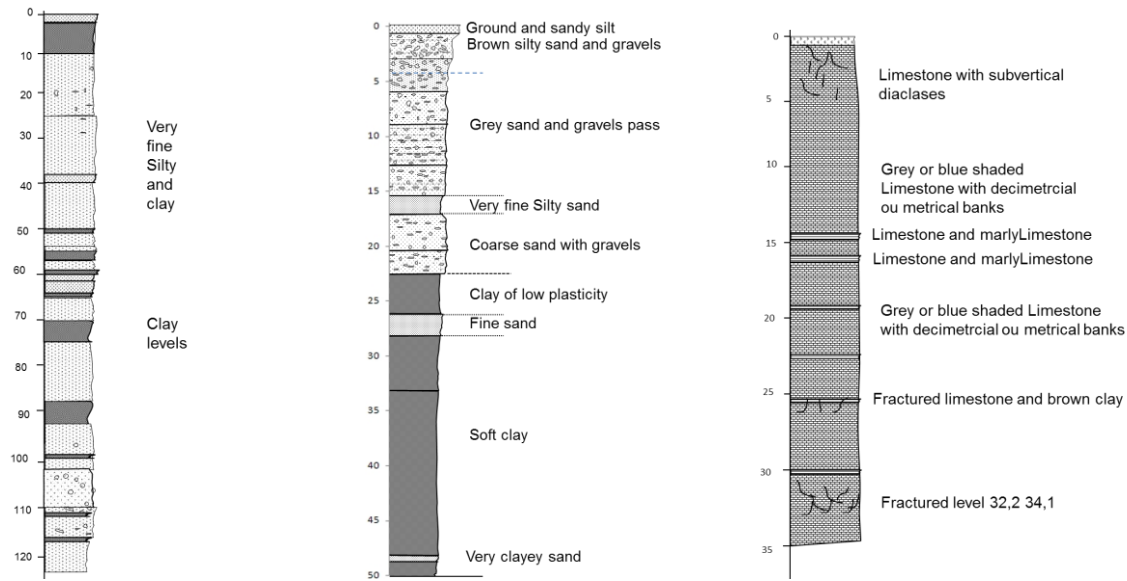 0
10
20
30
40
50
60
70
80
90
100
110
120
Very
fine
Silty
and
clay
Clay
levels
0
5
10
15
20
25
30
35
40
45
50
Ground and sandy silt
Brown silty sand and gravels
Grey sand and gravels pass
Very fine Silty sand
Coarse sand with gravels
Clay of low plasticity
Fine sand
Soft clay
Very clayey sand
0
5
10
15
20
25
30
35
Limestone with subvertical
diaclases
Grey or blue shaded
Limestone with decimetrcial
ou metrical banks
Limestone and marlyLimestone
Limestone and marlyLimestone
Grey or blue shaded Limestone
with decimetrcial ou metrical banks
Fractured limestone and brown clay
Fractured level 32,2 34,1